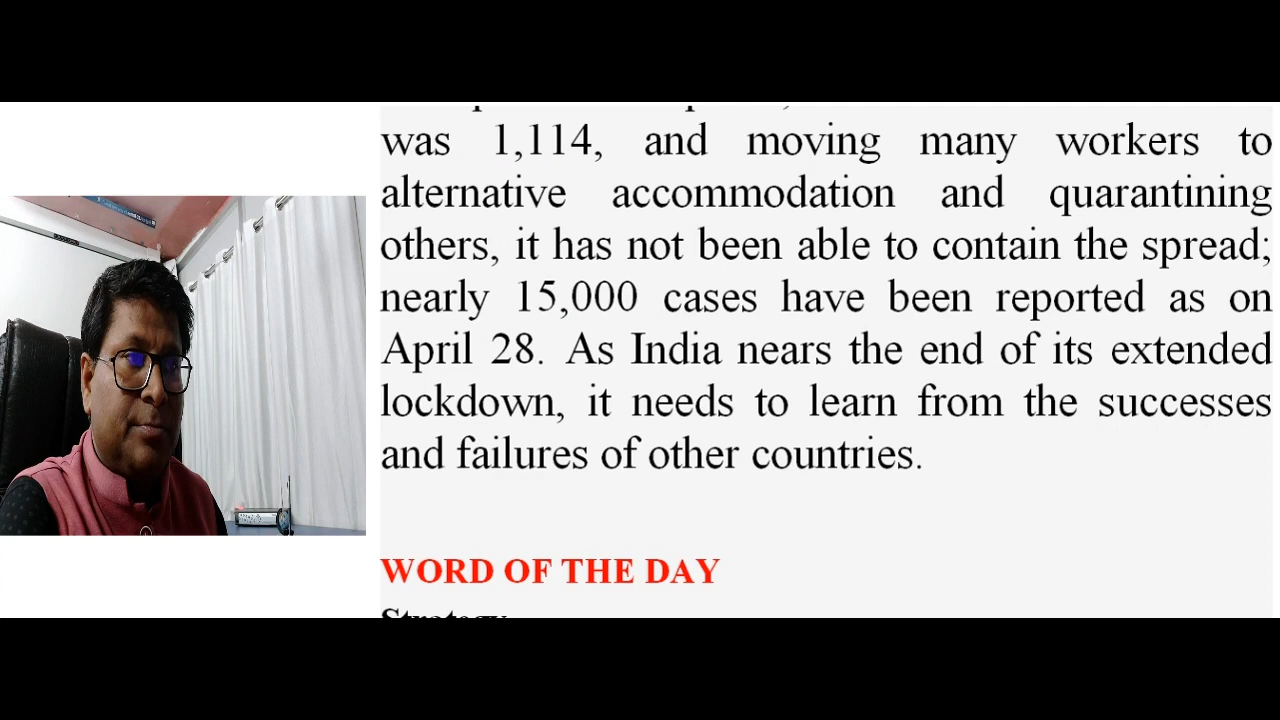 was 1,114, and moving many workers to
alternative accommodation and quarantining
others, it has not been able to contain the spread;
nearly 15,000 cases have been reported as on
April 28. As India nears the end of its extended
lockdown, it needs to learn from the successes
and failures of other countries.
WORD OF THE DAY
Strategy